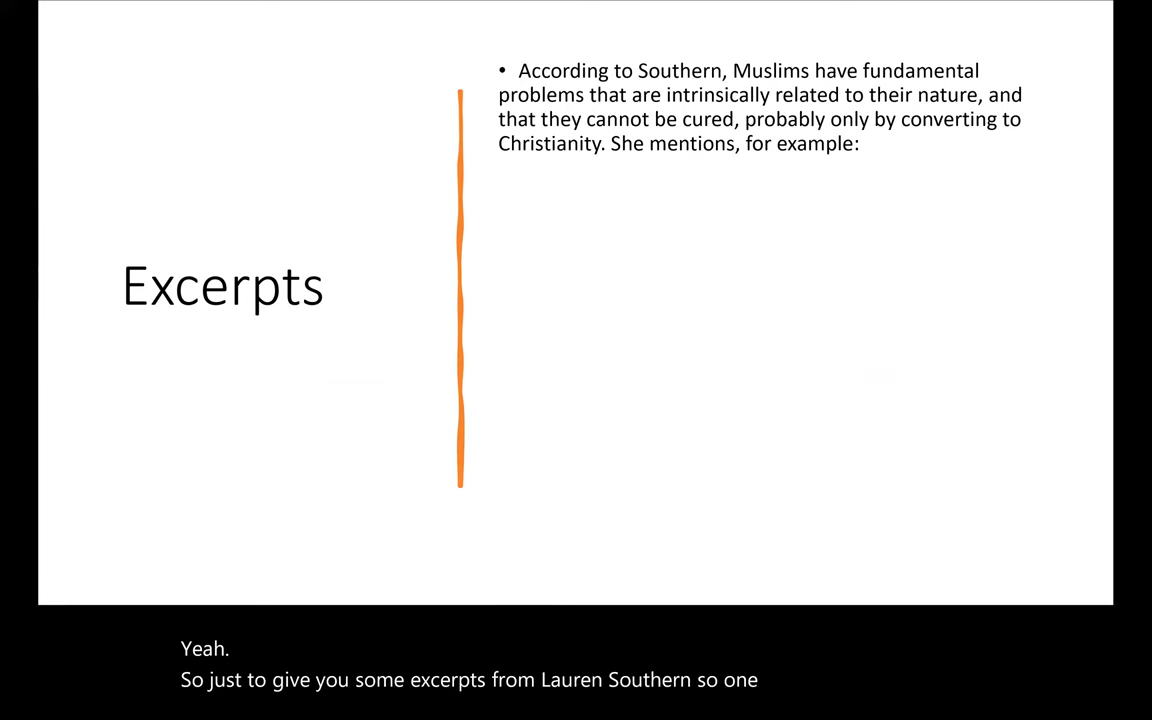 Excerpts
• According to Southern, Muslims have fundamental
problems that are intrinsically related to their nature, and
that they cannot be cured, probably only by converting to
Christianity. She mentions, for example:
Yeah.
So just to give you some excerpts from Lauren Southern so one